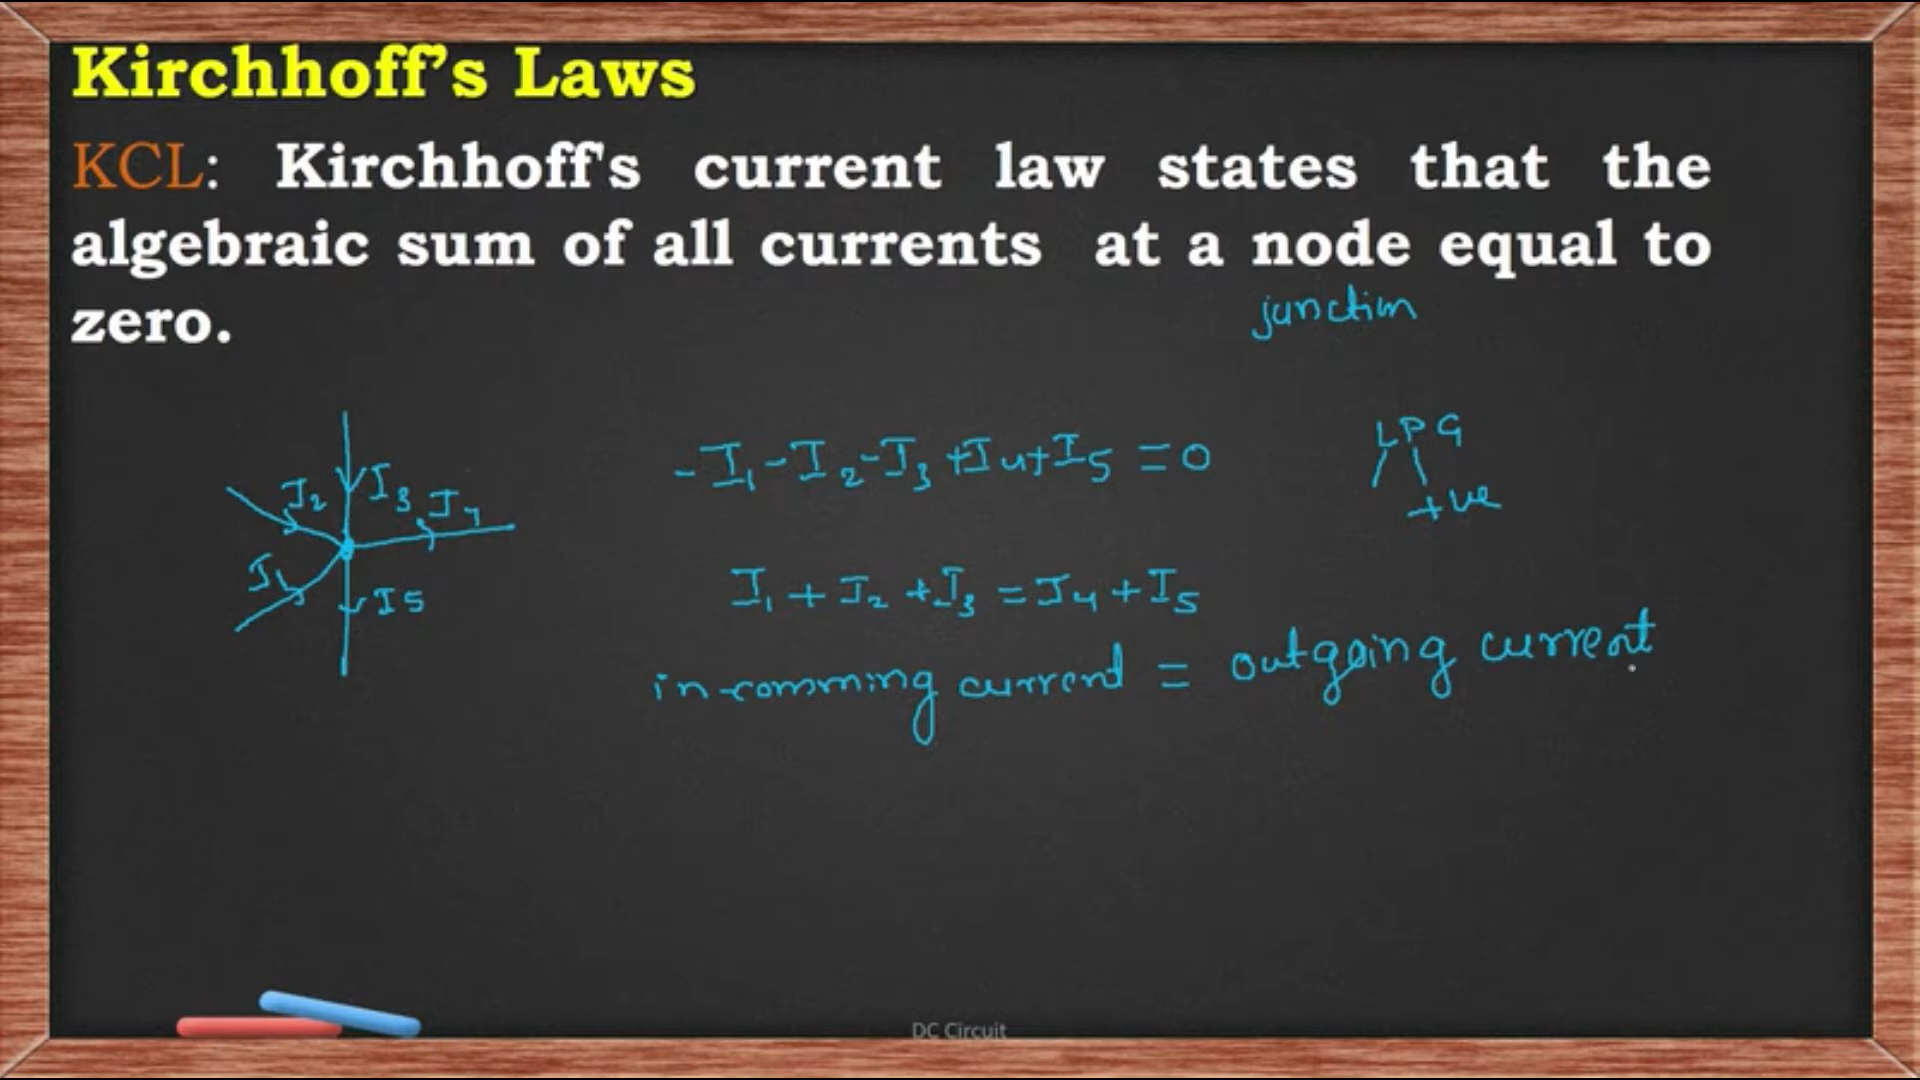 Kirchhoff’s Laws
KCL: Kirchhoff's current law states that the
algebraic sum of all currents at a node equal to
zero.
junction
I₂ I₃ I₄
I₁ I5
-I₁-I₂-I₃+I4+I5=0
LPG
+ve
I₁+I₂+I₃=I4+I5
in-comming current = outgoing current
DC Circuit